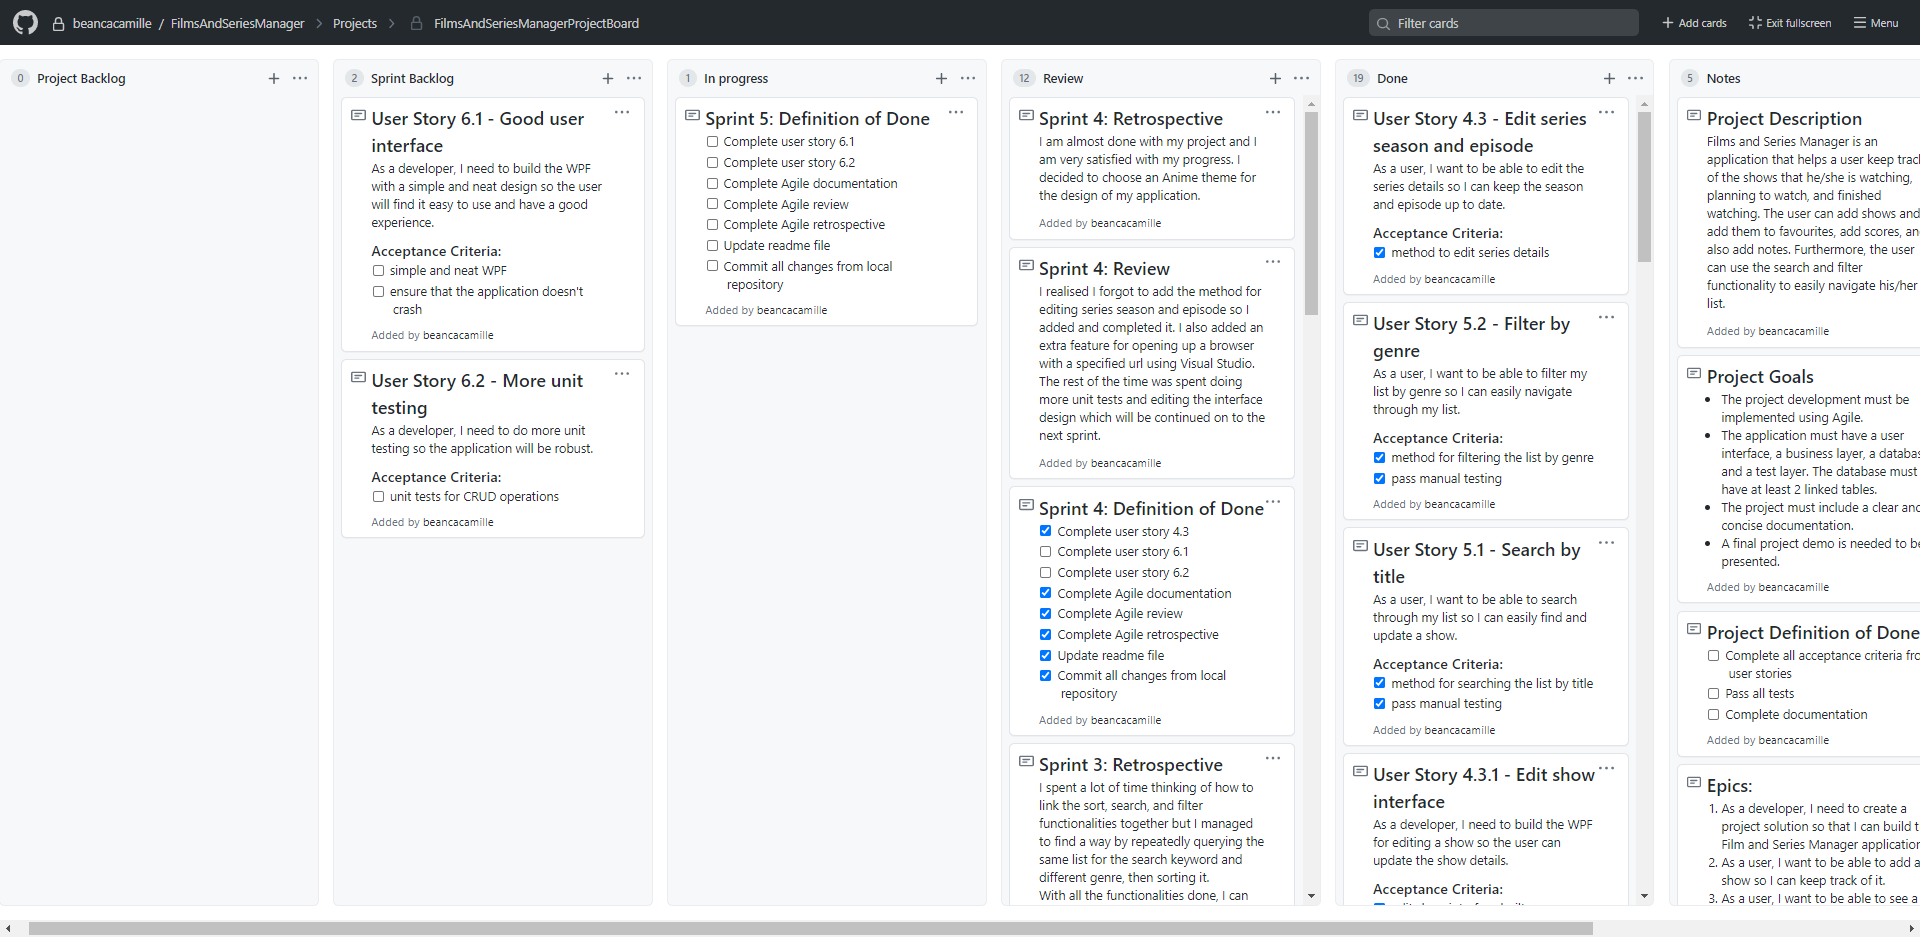 beancacamille / FilmsAndSeriesManager > Projects > FilmsAndSeriesManagerProjectBoard
Filter cards
Add cards
Exit fullscreen
Menu
0 Project Backlog
2 Sprint Backlog
User Story 6.1 - Good user
interface
As a developer, I need to build the WPF
with a simple and neat design so the user
will find it easy to use and have a good
experience.
Acceptance Criteria:
simple and neat WPF
ensure that the application doesn't
crash
Added by beancacamille
User Story 6.2 - More unit
testing
As a developer, I need to do more unit
testing so the application will be robust.
Acceptance Criteria:
unit tests for CRUD operations
Added by beancacamille
1 In progress
Sprint 5: Definition of Done
Complete user story 6.1
Complete user story 6.2
Complete Agile documentation
Complete Agile review
Complete Agile retrospective
Update readme file
Commit all changes from local
repository
Added by beancacamille
12 Review
Sprint 4: Retrospective
I am almost done with my project and I
am very satisfied with my progress. I
decided to choose an Anime theme for
the design of my application.
Added by beancacamille
Sprint 4: Review
I realised I forgot to add the method for
editing series season and episode so I
added and completed it. I also added an
extra feature for opening up a browser
with a specified url using Visual Studio.
The rest of the time was spent doing
more unit tests and editing the interface
design which will be continued on to the
next sprint.
Added by beancacamille
Sprint 4: Definition of Done
Complete user story 4.3
Complete user story 6.1
Complete user story 6.2
Complete Agile documentation
Complete Agile review
Complete Agile retrospective
Update readme file
Commit all changes from local
repository
Added by beancacamille
Sprint 3: Retrospective
I spent a lot of time thinking of how to
link the sort, search, and filter
functionalities together but I managed
to find a way by repeatedly querying the
same list for the search keyword and
different genre, then sorting it.
With all the functionalities done, I can
19 Done
User Story 4.3 - Edit series
season and episode
As a user, I want to be able to edit the
series details so I can keep the season
and episode up to date.
Acceptance Criteria:
method to edit series details
Added by beancacamille
User Story 5.2 - Filter by
genre
As a user, I want to be able to filter my
list by genre so I can easily navigate
through my list.
Acceptance Criteria:
method for filtering the list by genre
pass manual testing
Added by beancacamille
User Story 5.1 - Search by
title
As a user, I want to be able to search
through my list so I can easily find and
update a show.
Acceptance Criteria:
method for searching the list by title
pass manual testing
Added by beancacamille
User Story 4.3.1 - Edit show
interface
As a developer, I need to build the WPF
for editing a show so the user can
update the show details.
Acceptance Criteria:
5 Notes
Project Description
Films and Series Manager is an
application that helps a user keep track
of the shows that he/she is watching,
planning to watch, and finished
watching. The user can add shows and
add them to favourites, add scores, an
also add notes. Furthermore, the user
can use the search and filter
functionality to easily navigate his/her
list.
Added by beancacamille
Project Goals
• The project development must be
implemented using Agile.
• The application must have a user
interface, a business layer, a databas
and a test layer. The database must
have at least 2 linked tables.
• The project must include a clear and
concise documentation.
• A final project demo is needed to be
presented.
Added by beancacamille
Project Definition of Done
Complete all acceptance criteria fro
user stories
Pass all tests
Complete documentation
Added by beancacamille
Epics:
1. As a developer, I need to create a
project solution so that I can build t
Film and Series Manager application
2. As a user, I want to be able to add a
show so I can keep track of it.
3. As a user, I want to be able to see a